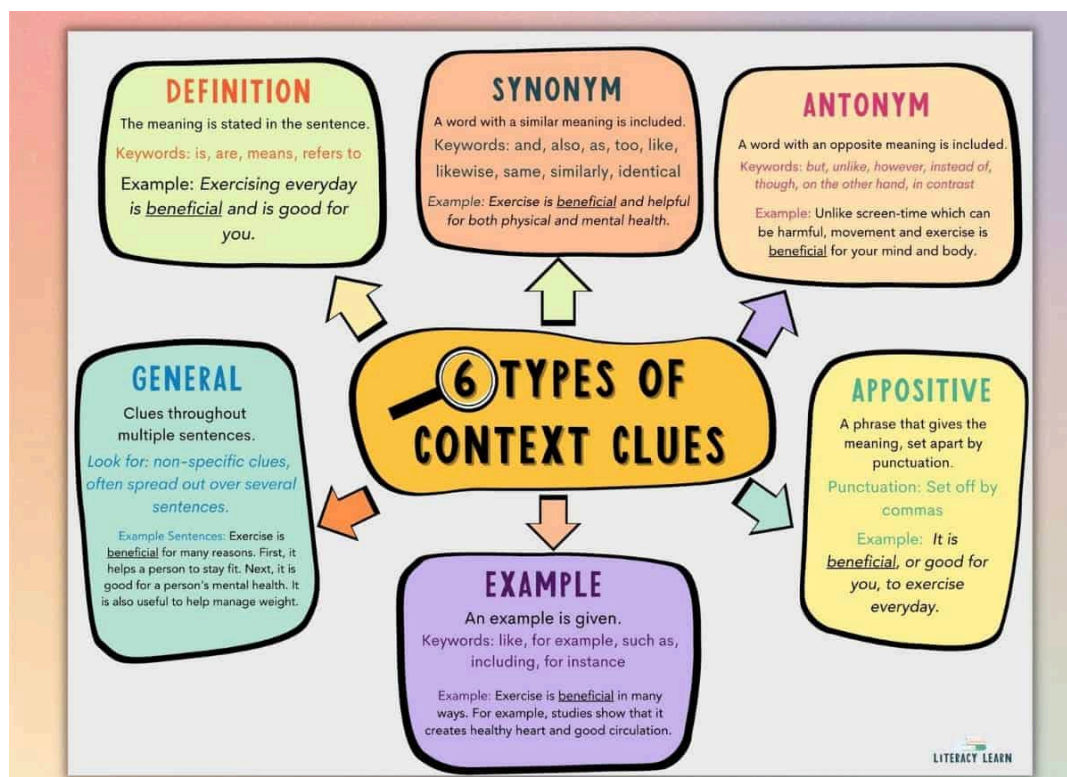 DEFINITION
The meaning is stated in the sentence.
Keywords: is, are, means, refers to
Example: Exercising everyday
is beneficial and is good for
you.
SYNONYM
A word with a similar meaning is included.
Keywords: and, also, as, too, like,
likewise, same, similarly, identical
Example: Exercise is beneficial and helpful
for both physical and mental health.
ANTONYM
A word with an opposite meaning is included.
Keywords: but, unlike, however, instead of,
though, on the other hand, in contrast
Example: Unlike screen-time which can
be harmful, movement and exercise is
beneficial for your mind and body.
6 TYPES OF
CONTEXT CLUES
GENERAL
Clues throughout
multiple sentences.
Look for: non-specific clues,
often spread out over several
sentences.
Example Sentences: Exercise is
beneficial for many reasons. First, it
helps a person to stay fit. Next, it is
good for a person's mental health. It
is also useful to help manage weight.
EXAMPLE
An example is given.
Keywords: like, for example, such as,
including, for instance
Example: Exercise is beneficial in many
ways. For example, studies show that it
creates healthy heart and good circulation.
APPOSITIVE
A phrase that gives the
meaning, set apart by
punctuation.
Punctuation: Set off by
commas
Example: It is
beneficial, or good for
you, to exercise
everyday.
LITERACY LEARN